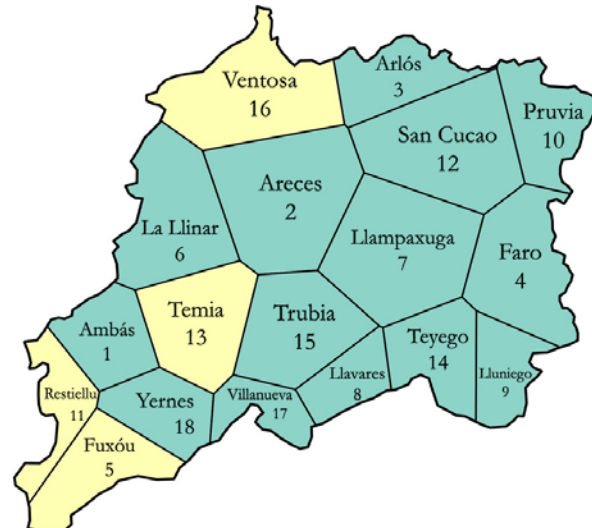 Ventosa
16
Arlós
3
Pruvia
10
San Cucao
12
Areces
2
La Llinar
6
Llampaxuga
7
Faro
4
Temia
13
Trubia
15
Ambás
1
Teyego
14
Lluniego
9
Restiellu
11
Yernes
18
Villanueva
17
Llavares
8
Fuxóu
5